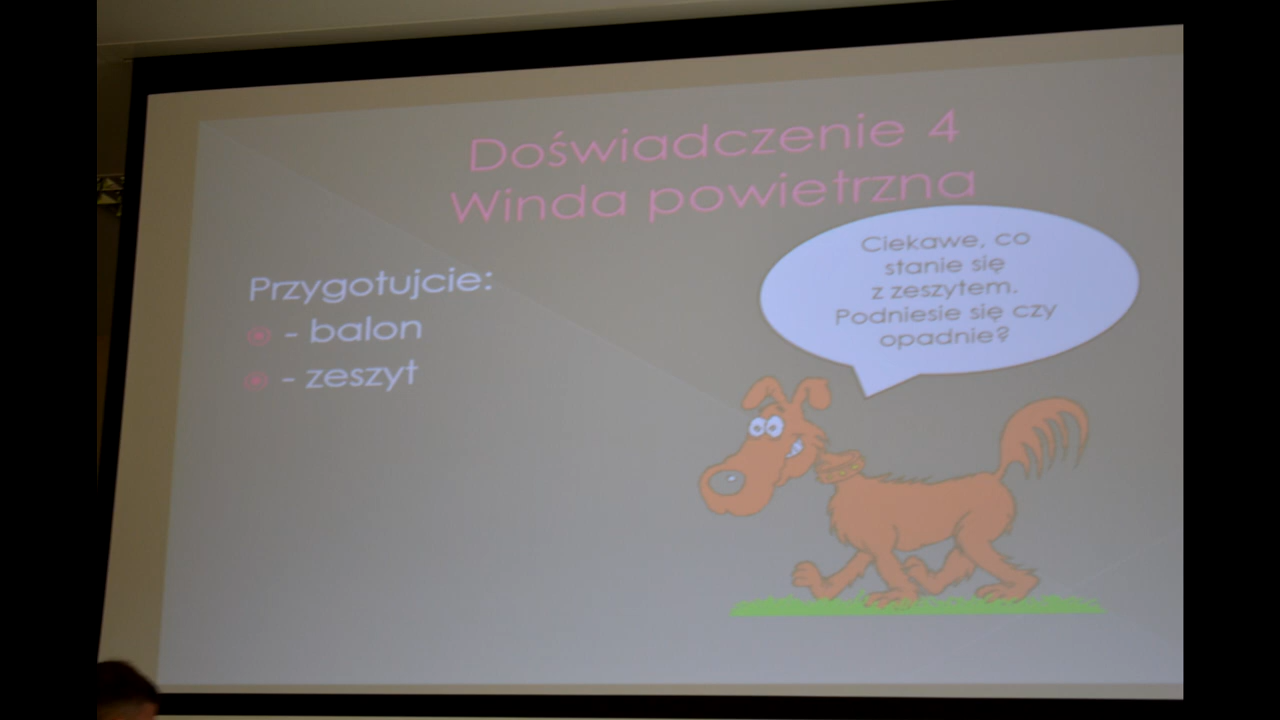 Doświadczenie 4
Winda powietrzna
Przygotujcie:
- balon
- zeszyt
Ciekawe, co
stanie się
z zeszytem.
Podniesie się czy
opadnie?